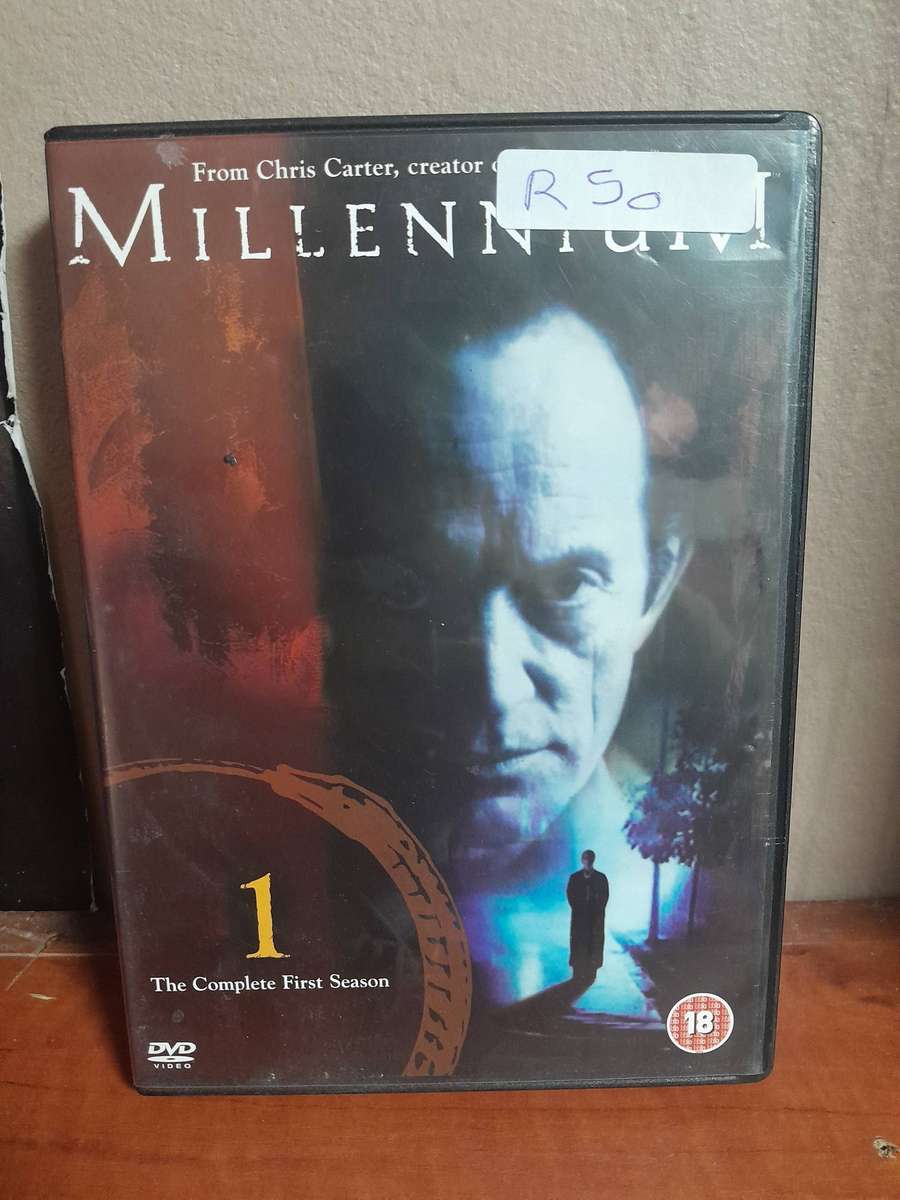 From Chris Carter, creator
R 50
MILLENNIUM
1
The Complete First Season
DVD
VIDEO
18